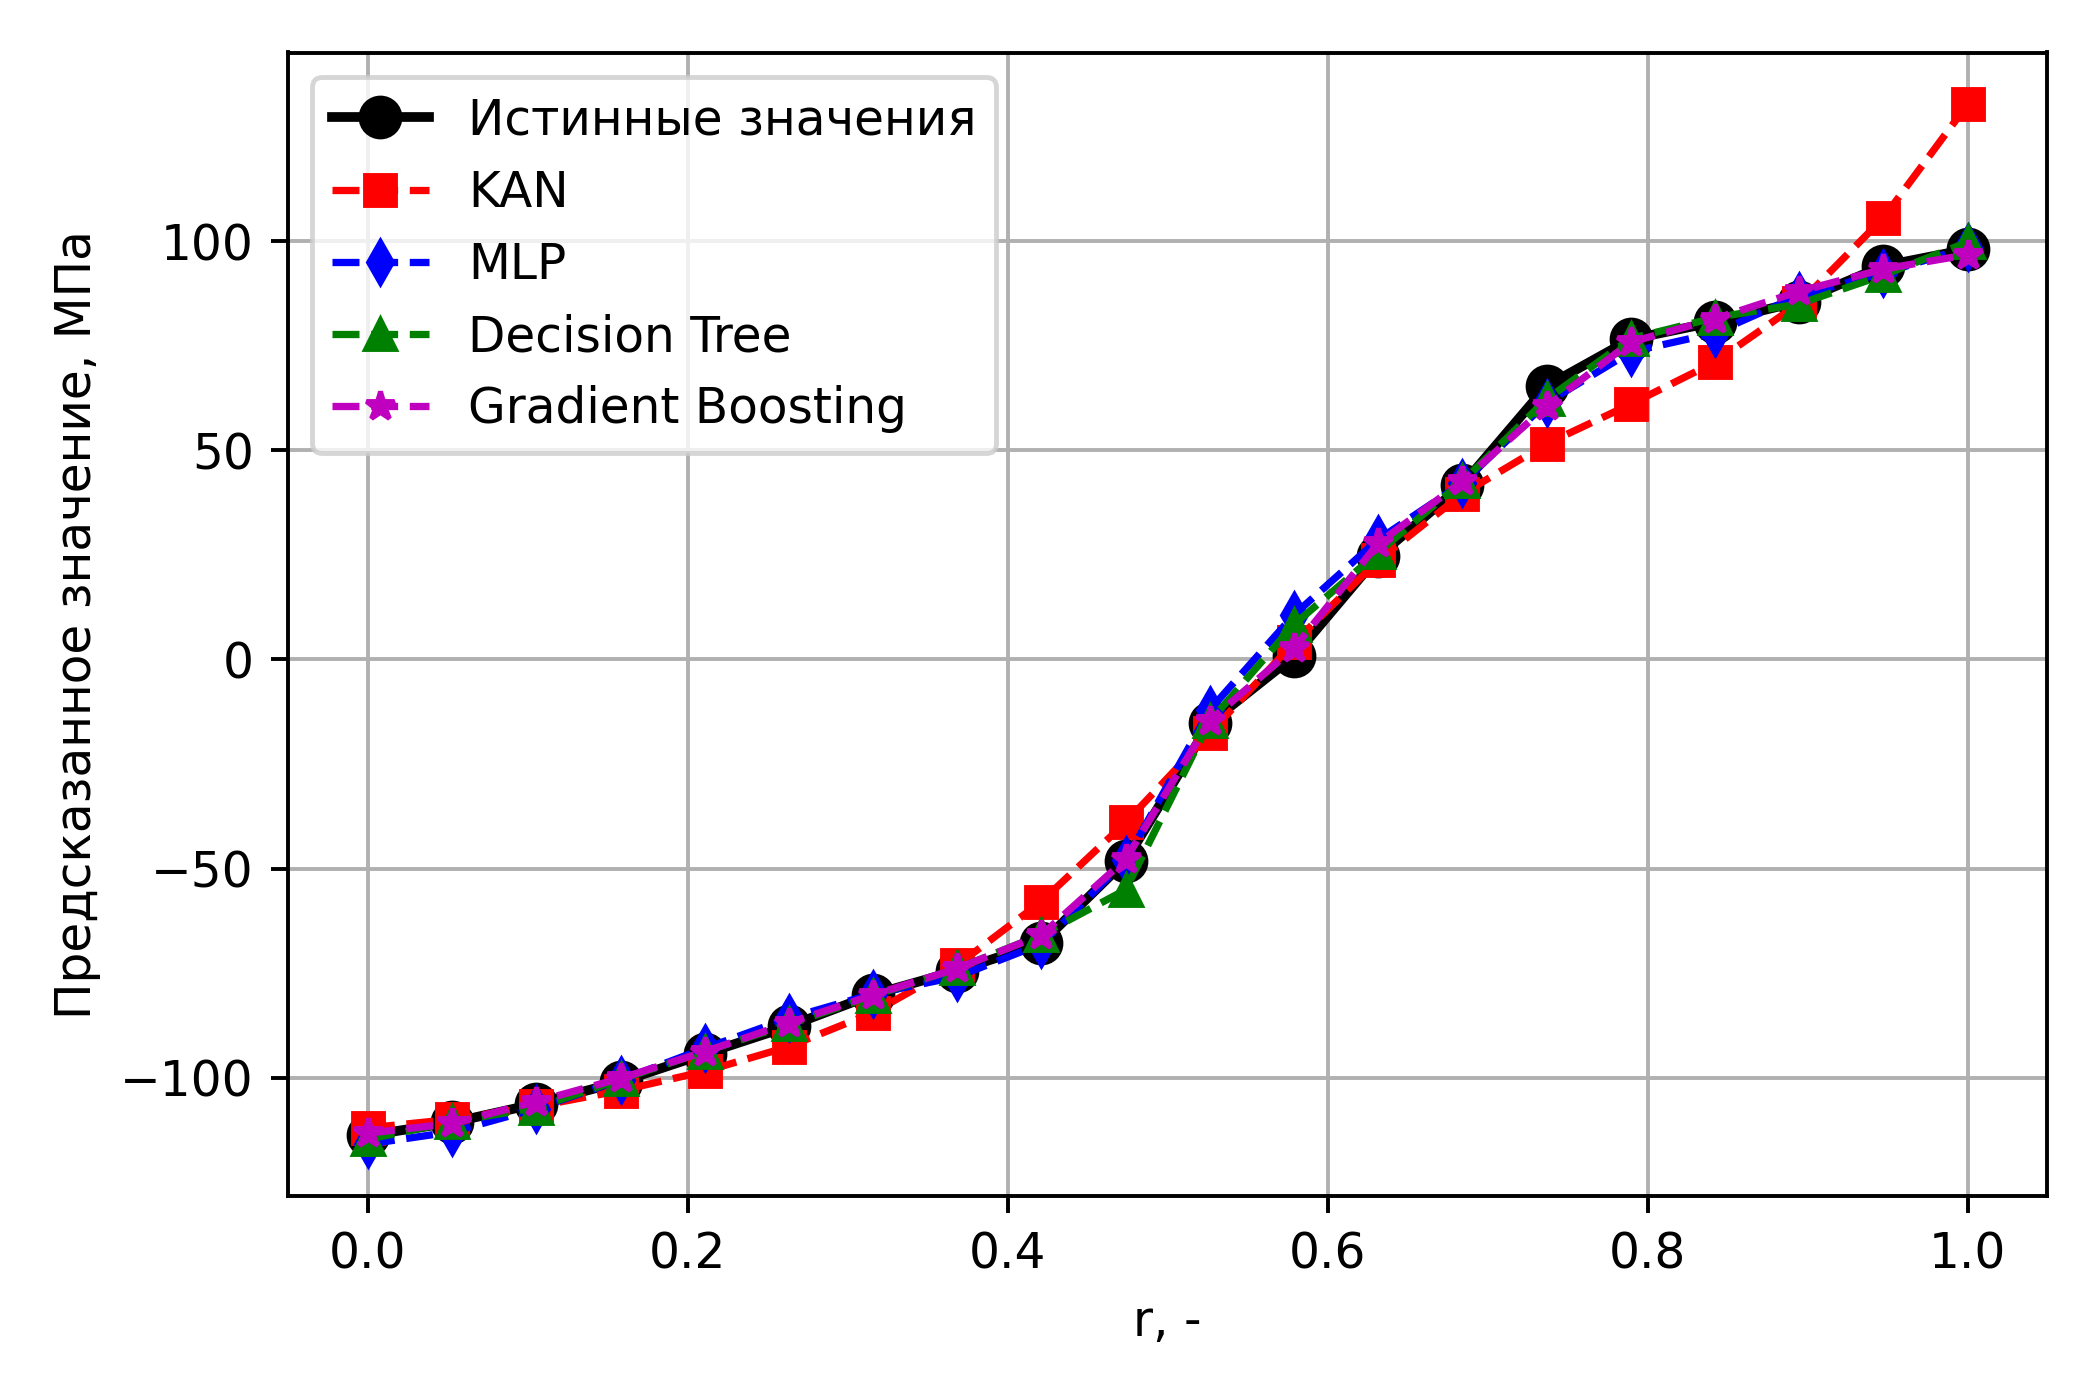 Истинные значения
KAN
MLP
Decision Tree
Gradient Boosting
Предсказанное значение, МПа
100
50
0
−50
−100
0.0 0.2 0.4 0.6 0.8 1.0
r, -